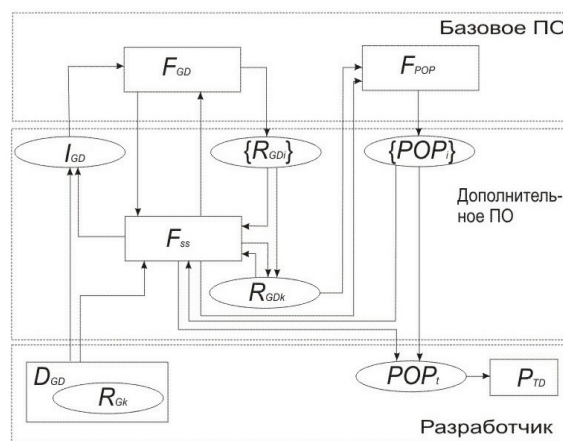 Базовое ПО
F_GD
F_POP
I_GD
{R_GDi}
{POP_i}
Дополнитель-
ное ПО
F_ss
R_GDk
D_GD
R_Gk
POP_t
P_TD
Разработчик